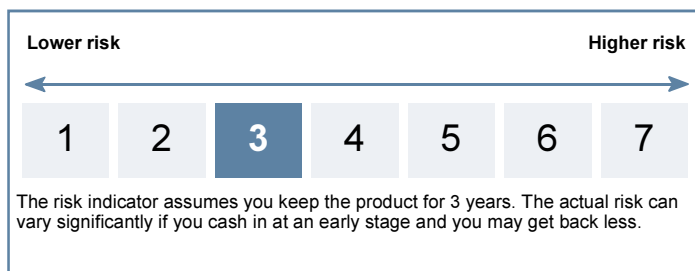 Lower risk Higher risk
1 2 3 4 5 6 7
The risk indicator assumes you keep the product for 3 years. The actual risk can
vary significantly if you cash in at an early stage and you may get back less.